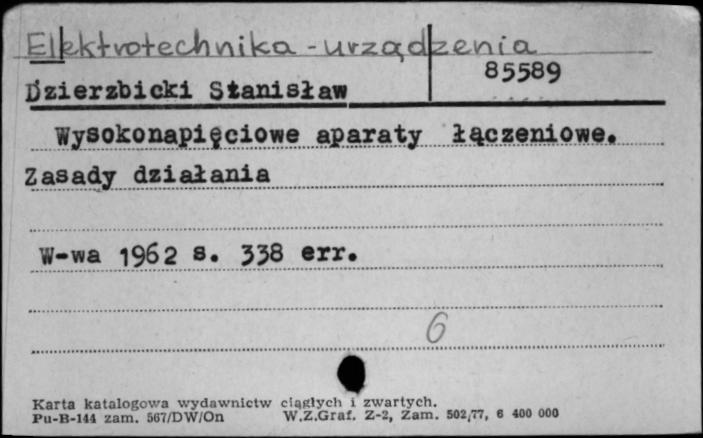 Elektrotechnika - urządzenia
85589
Dzierzbicki Stanisław
Wysokonapięciowe aparaty łączeniowe.
Zasady działania
W-wa 1962 s. 338 err.
6
Karta katalogowa wydawnictw ciągłych i zwartych.
Pu-B-144 zam. 567/DW/On W.Z.Graf. Z-2, Zam. 502/77, 6 400 000